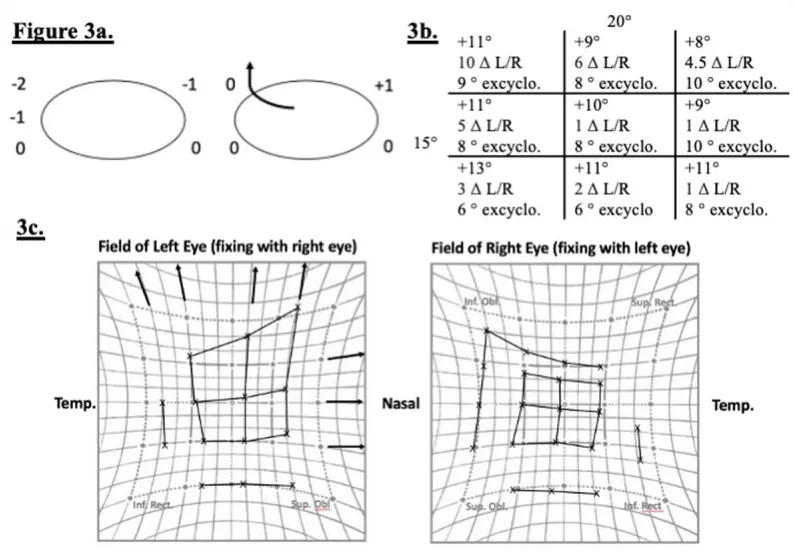 Figure 3a.
-2
-1
-1
0
0
0
+1
0
0
3b.
20°
15°
+11°
10 Δ L/R
9 ° excyclo.
+9°
6 Δ L/R
8 ° excyclo.
+8°
4.5 Δ L/R
10 ° excyclo.
+11°
5 Δ L/R
8 ° excyclo.
+10°
1 Δ L/R
8 ° excyclo.
+9°
1 Δ L/R
10 ° excyclo.
+13°
3 Δ L/R
6 ° excyclo.
+11°
2 Δ L/R
6 ° excyclo
+11°
1 Δ L/R
8 ° excyclo.
3c.
Field of Left Eye (fixing with right eye)
Temp.
Nasal
Inf. Rect.
Sup. Obl
Field of Right Eye (fixing with left eye)
Inf. Obl.
Sup. Rect.
Temp.
Sup. Obl.
Inf. Rect